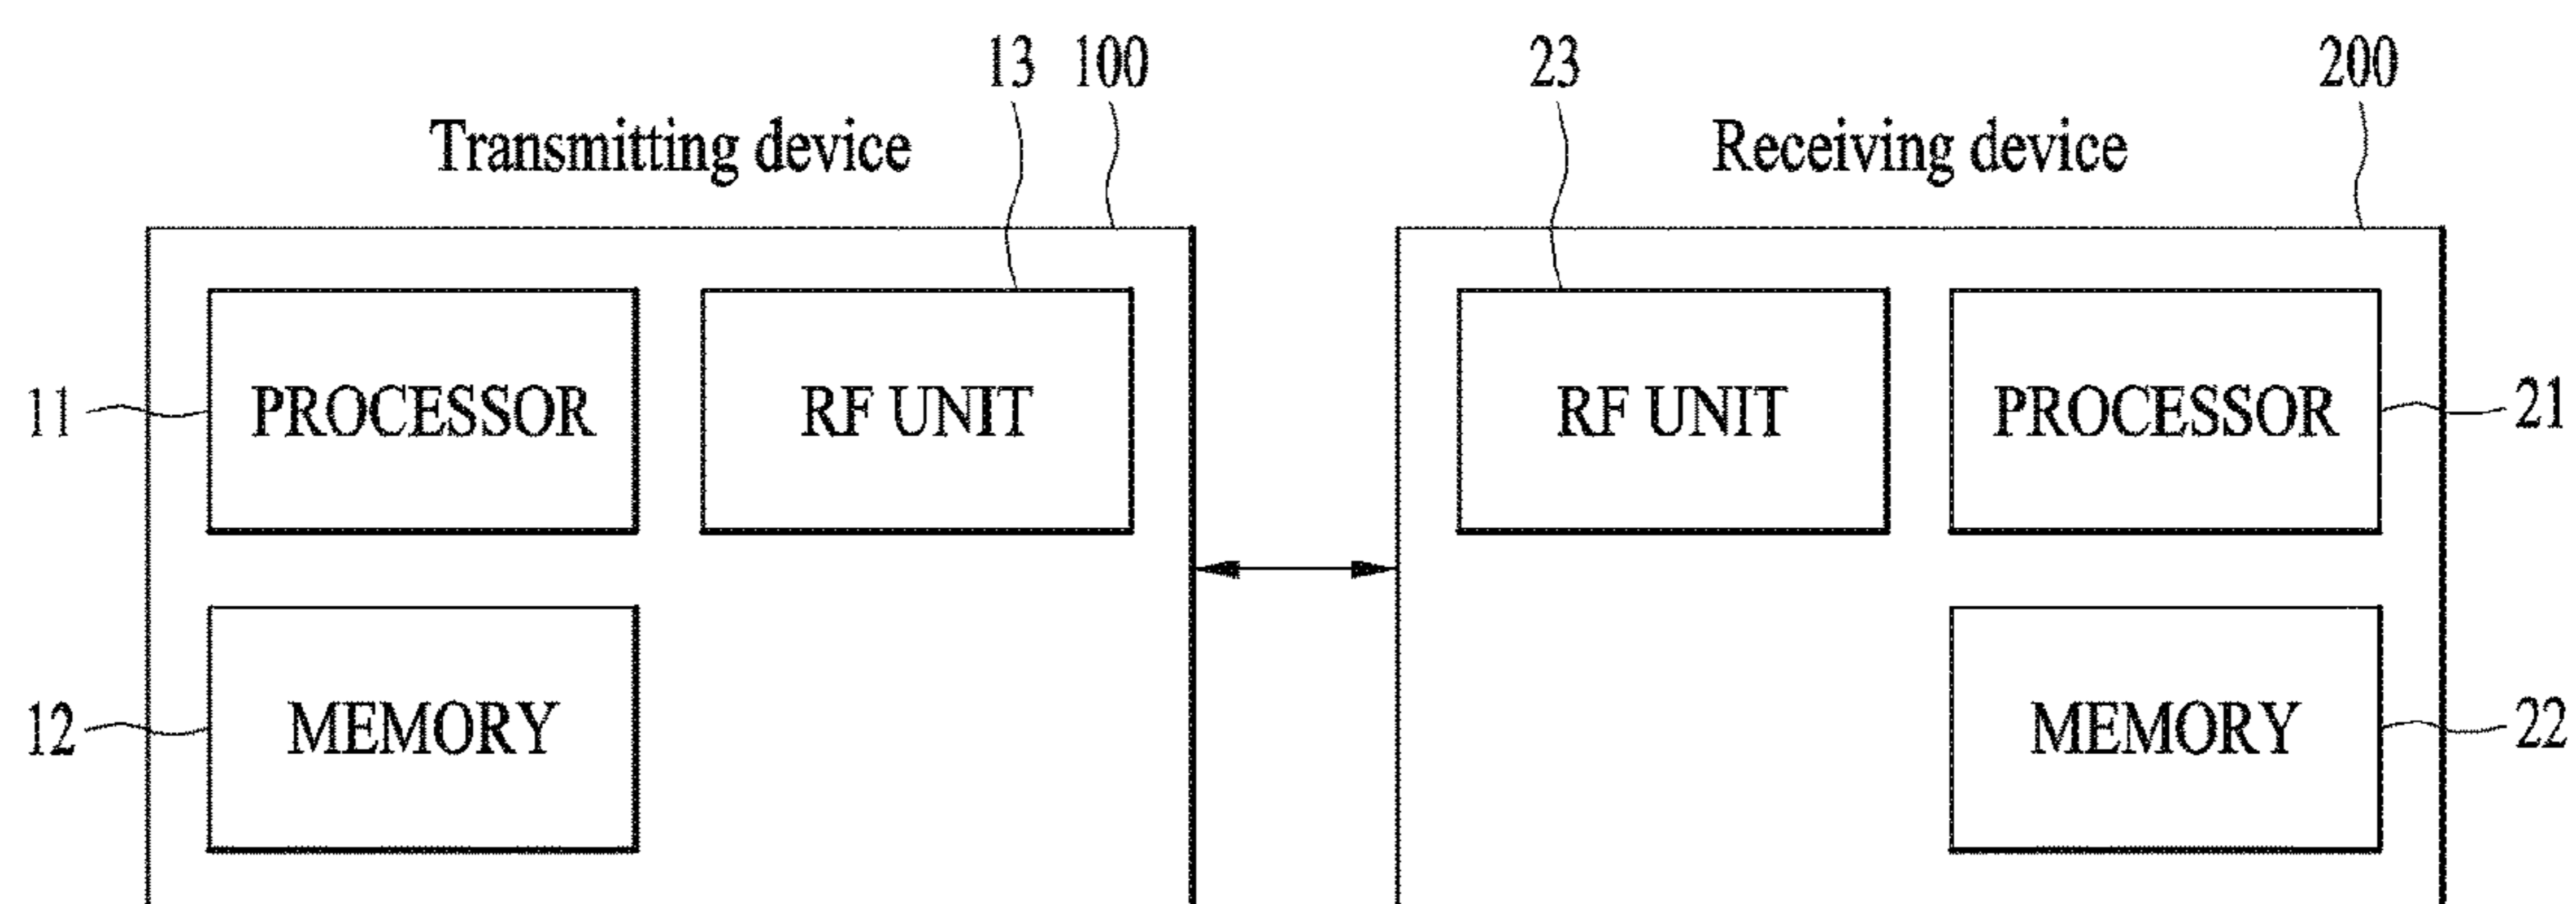 13 100 23 200
Transmitting device Receiving device
11 PROCESSOR RF UNIT RF UNIT PROCESSOR 21
12 MEMORY MEMORY 22